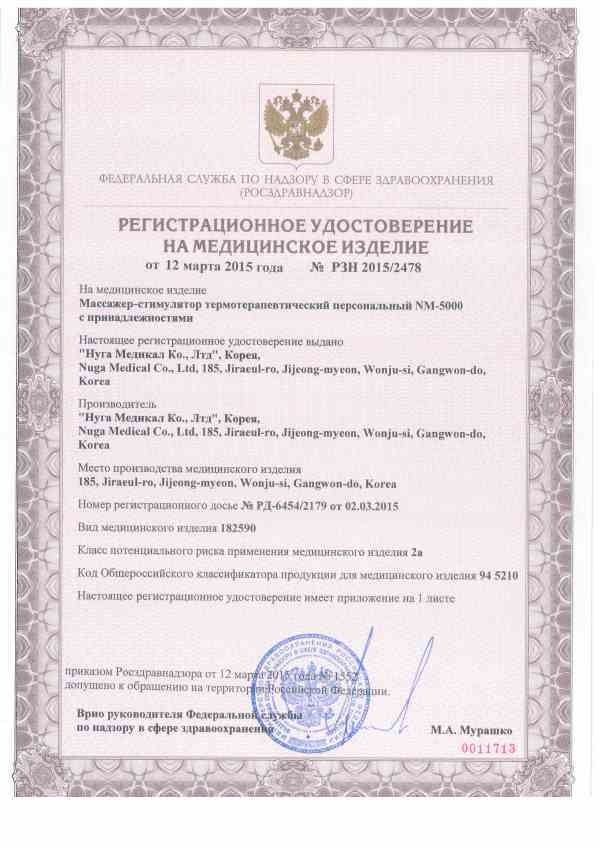 ФЕДЕРАЛЬНАЯ СЛУЖБА ПО НАДЗОРУ В СФЕРЕ ЗДРАВООХРАНЕНИЯ
(РОСЗДРАВНАДЗОР)
РЕГИСТРАЦИОННОЕ УДОСТОВЕРЕНИЕ
НА МЕДИЦИНСКОЕ ИЗДЕЛИЕ
от 12 марта 2015 года № РЗН 2015/2478
На медицинское изделие
Массажер-стимулятор термотерапевтический персональный NM-5000
с принадлежностями
Настоящее регистрационное удостоверение выдано
"Нуга Медикал Ко., Лтд", Корея,
Nuga Medical Co., Ltd, 185, Jiraeul-ro, Jijeong-myeon, Wonju-si, Gangwon-do,
Korea
Производитель
"Нуга Медикал Ко., Лтд", Корея,
Nuga Medical Co., Ltd, 185, Jiraeul-ro, Jijeong-myeon, Wonju-si, Gangwon-do,
Korea
Место производства медицинского изделия
185, Jiraeul-ro, Jijeong-myeon, Wonju-si, Gangwon-do, Korea
Номер регистрационного досье № РД-6454/2179 от 02.03.2015
Вид медицинского изделия 182590
Класс потенциального риска применения медицинского изделия 2а
Код Общероссийского классификатора продукции для медицинского изделия 94 5210
Настоящее регистрационное удостоверение имеет приложение на 1 листе
приказом Росздравнадзора от 12 марта 2015 года № 1552
допущено к обращению на территории Российской Федерации.
Врио руководителя Федеральной службы
по надзору в сфере здравоохранения
М.А. Мурашко
0011713